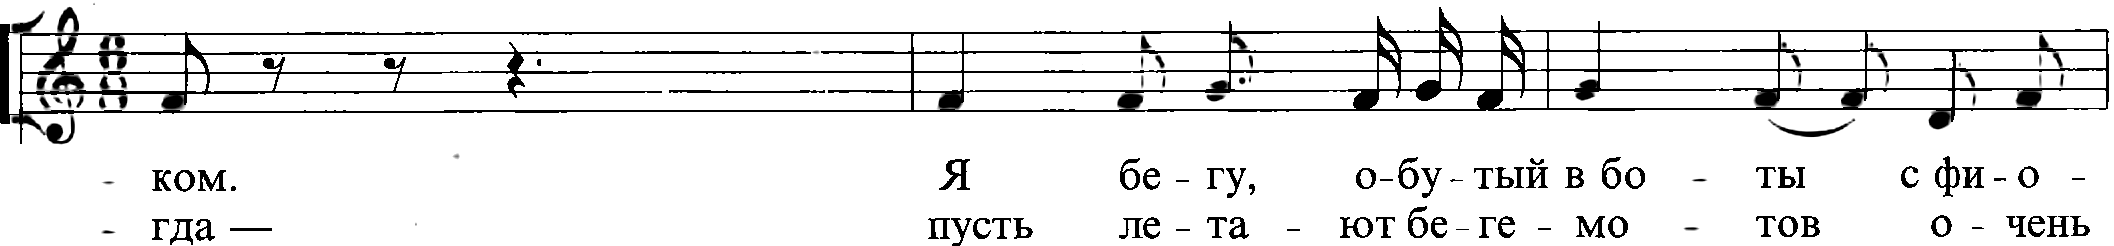 - ком. Я бе - гу, о-бу-тый в бо - ты с фи-о -
- гда — пусть ле - та - ют бе-ге - мо - тов о - чень